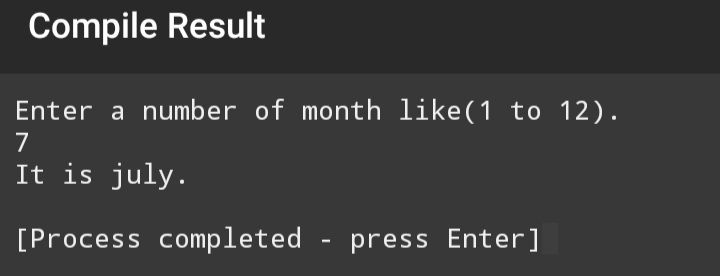 Compile Result
Enter a number of month like(1 to 12).
7
It is july.
[Process completed - press Enter]